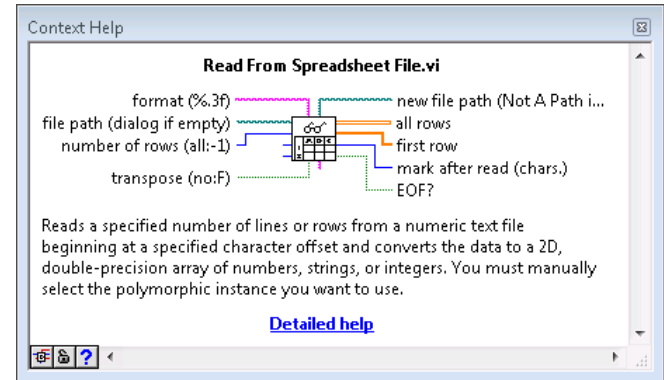 Context Help
Read From Spreadsheet File.vi
format (%.3f)
new file path (Not A Path i...
file path (dialog if empty)
all rows
number of rows (all:-1)
first row
mark after read (chars.)
transpose (no:F)
EOF?
Reads a specified number of lines or rows from a numeric text file
beginning at a specified character offset and converts the data to a 2D,
double-precision array of numbers, strings, or integers. You must manually
select the polymorphic instance you want to use.
Detailed help
?